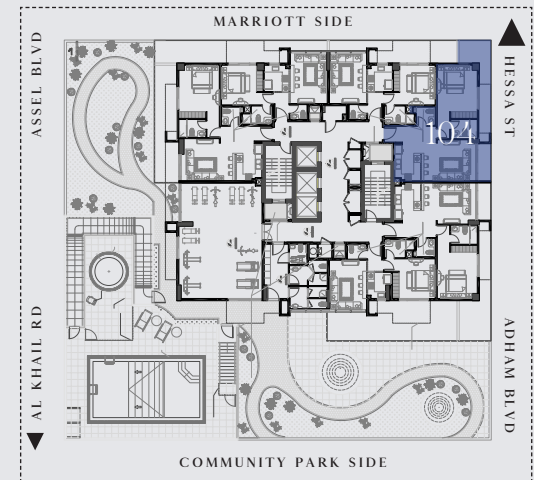 MARRIOTT SIDE
ASSEL BLVD
HESSA ST
104
AL KHAIL RD
ADHAM BLVD
COMMUNITY PARK SIDE